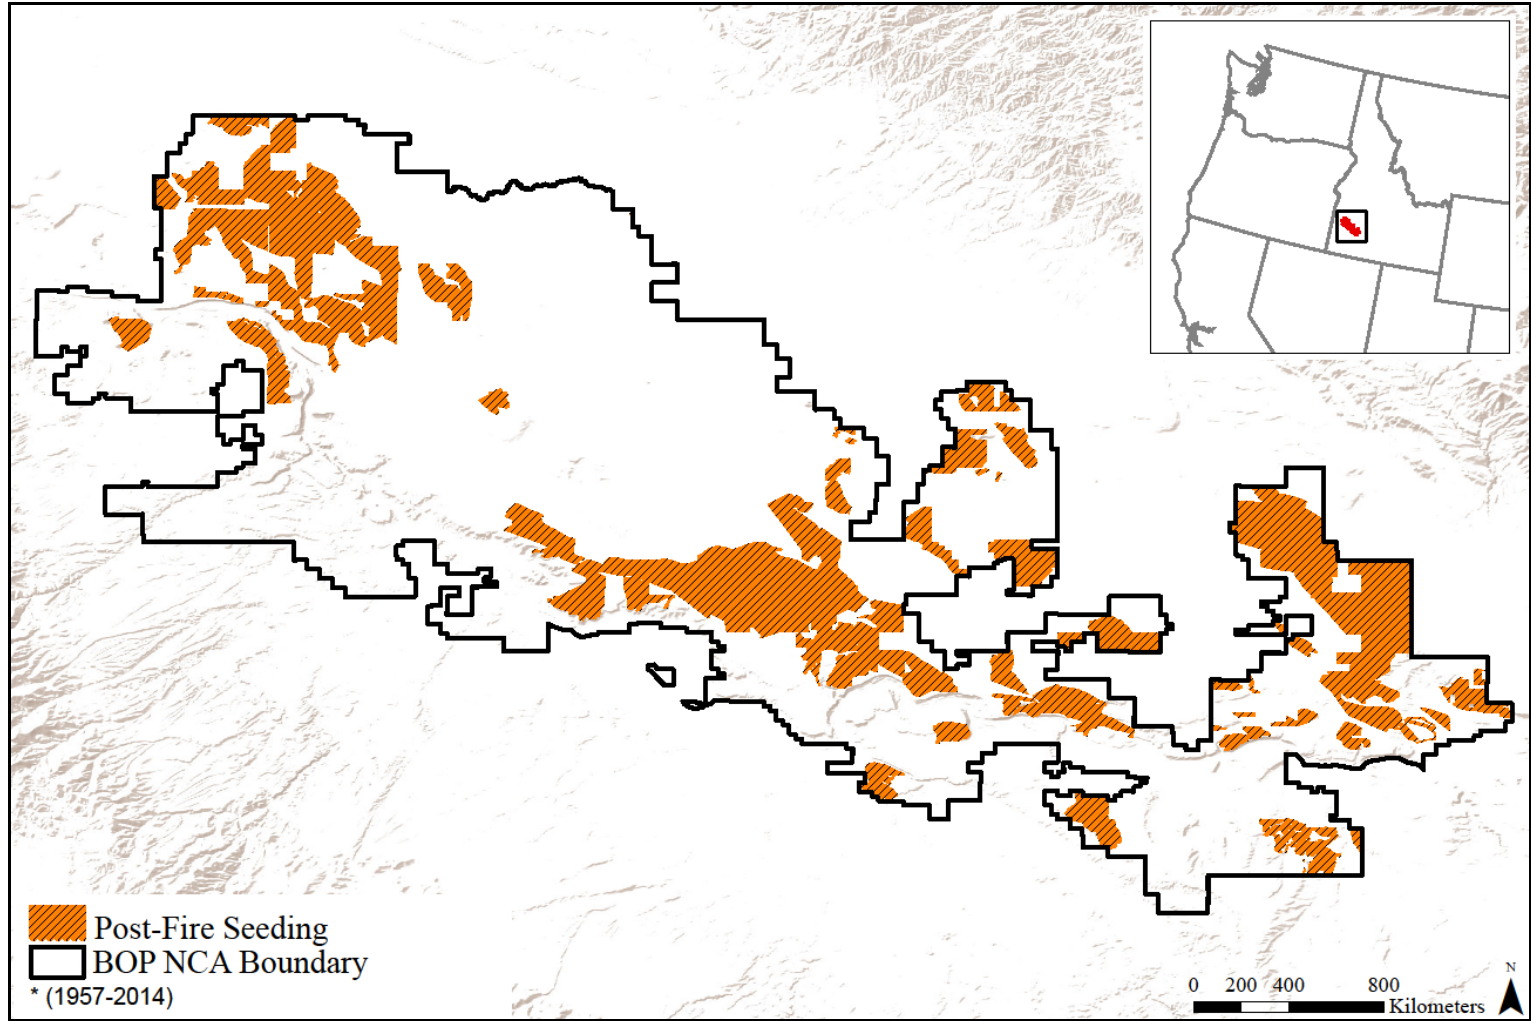 Post-Fire Seeding
BOP NCA Boundary
* (1957-2014)
N
0 200 400 800
Kilometers